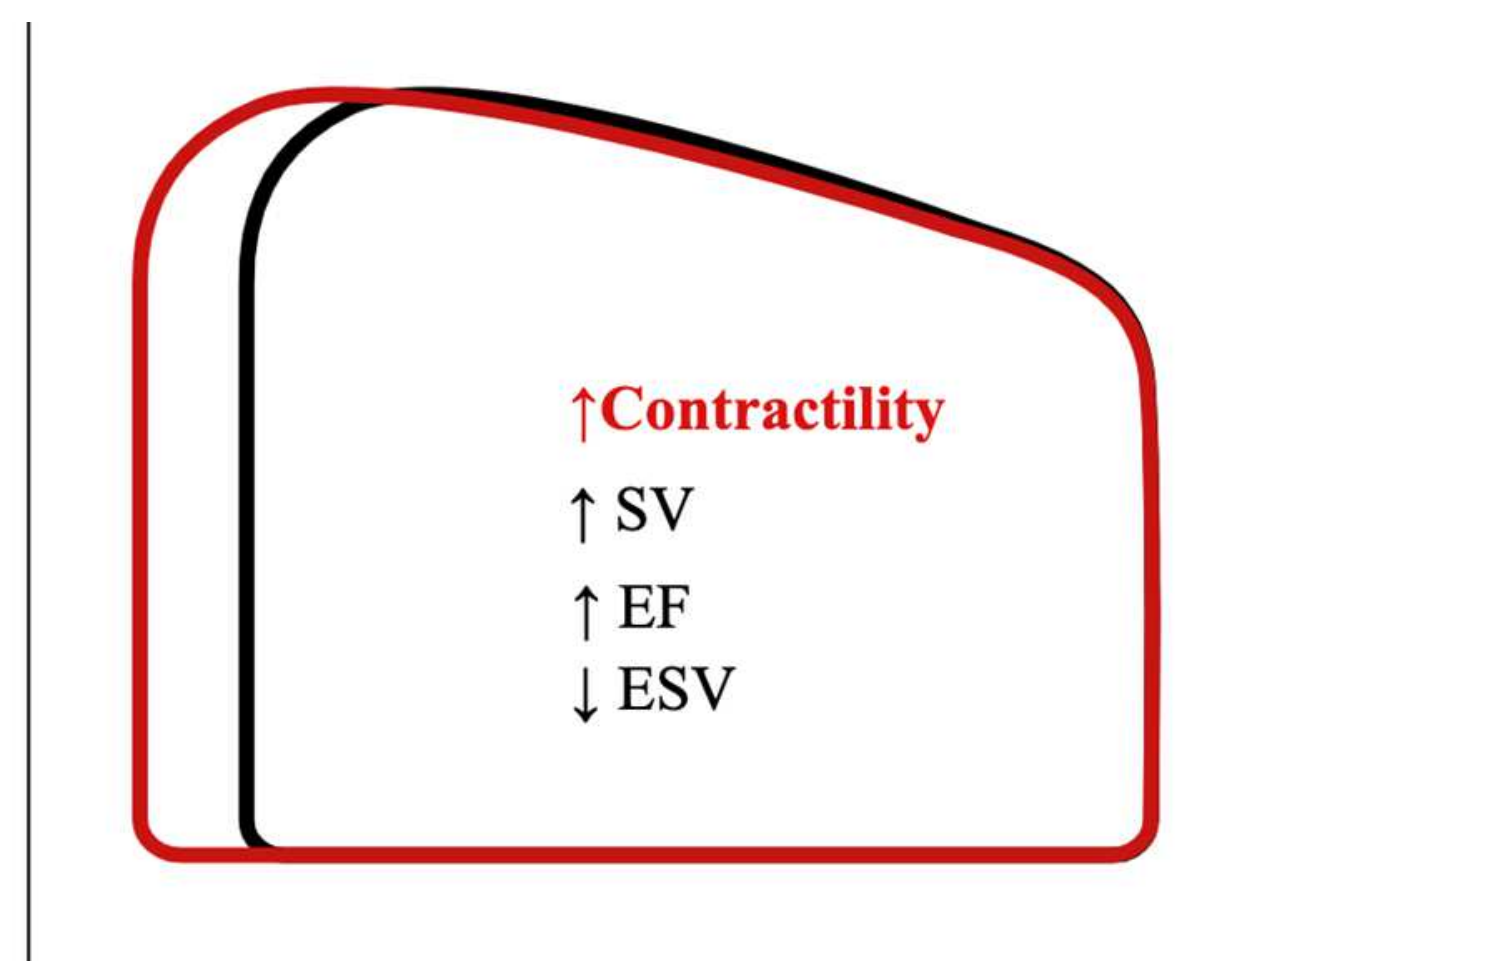 ↑Contractility
↑ SV
↑ EF
↓ ESV